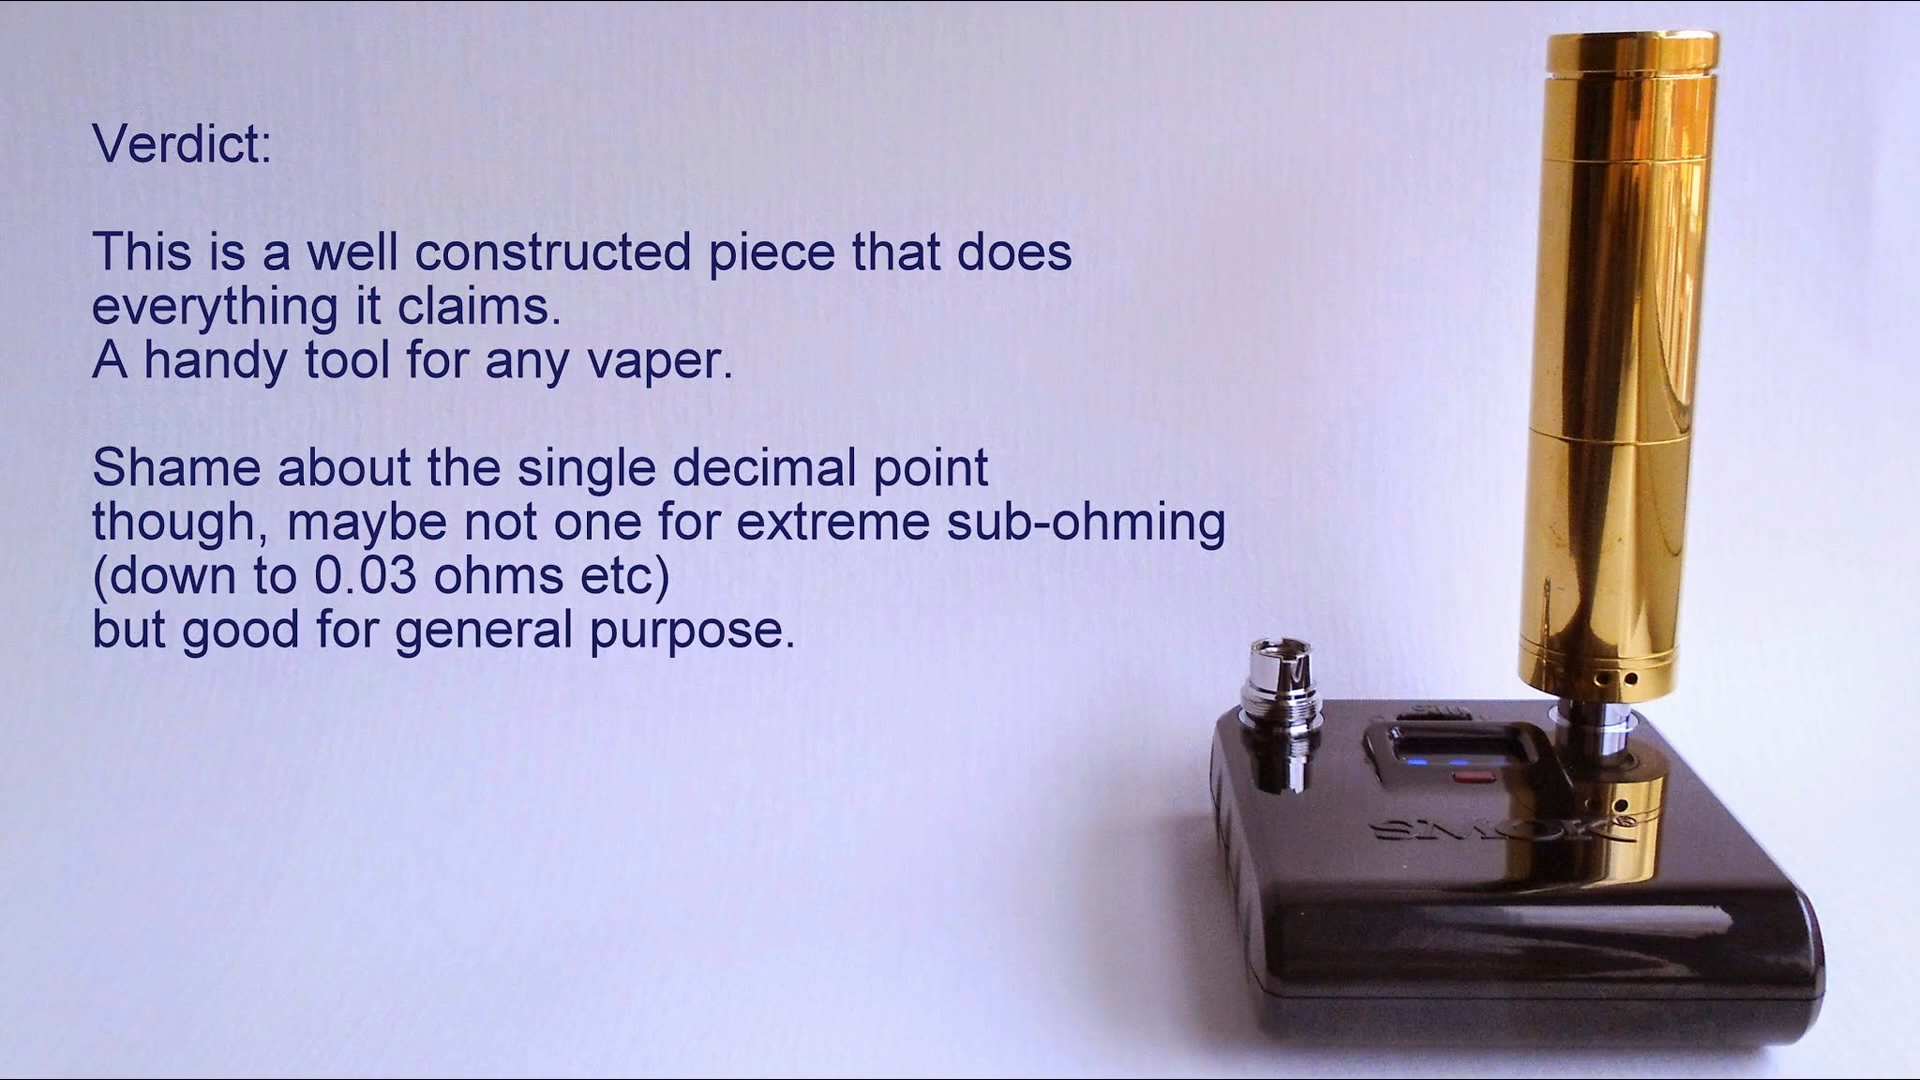 Verdict:
This is a well constructed piece that does
everything it claims.
A handy tool for any vaper.
Shame about the single decimal point
though, maybe not one for extreme sub-ohming
(down to 0.03 ohms etc)
but good for general purpose.
SMOK®